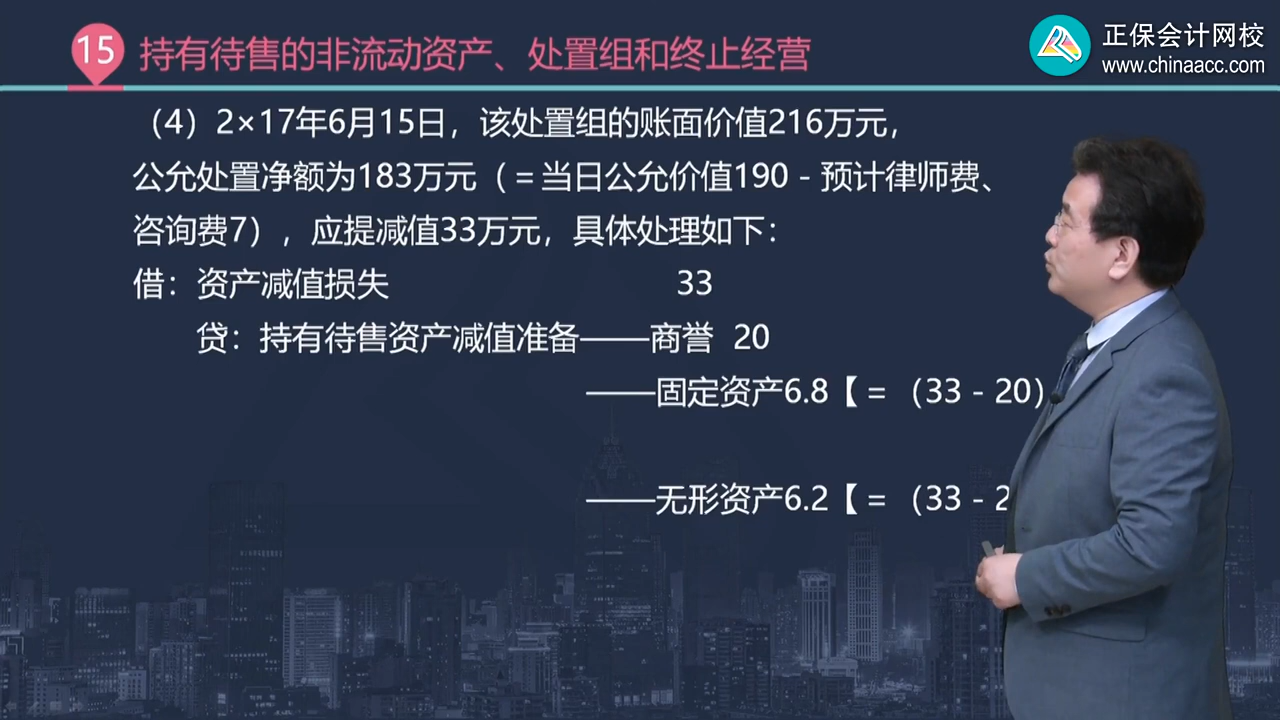 15 持有待售的非流动资产、处置组和终止经营
正保会计网校
www.chinaacc.com
（4）2×17年6月15日，该处置组的账面价值216万元，
公允处置净额为183万元（＝当日公允价值190－预计律师费、
咨询费7），应提减值33万元，具体处理如下：
借：资产减值损失 33
贷：持有待售资产减值准备——商誉 20
——固定资产6.8【＝（33－20）
——无形资产6.2【＝（33－2